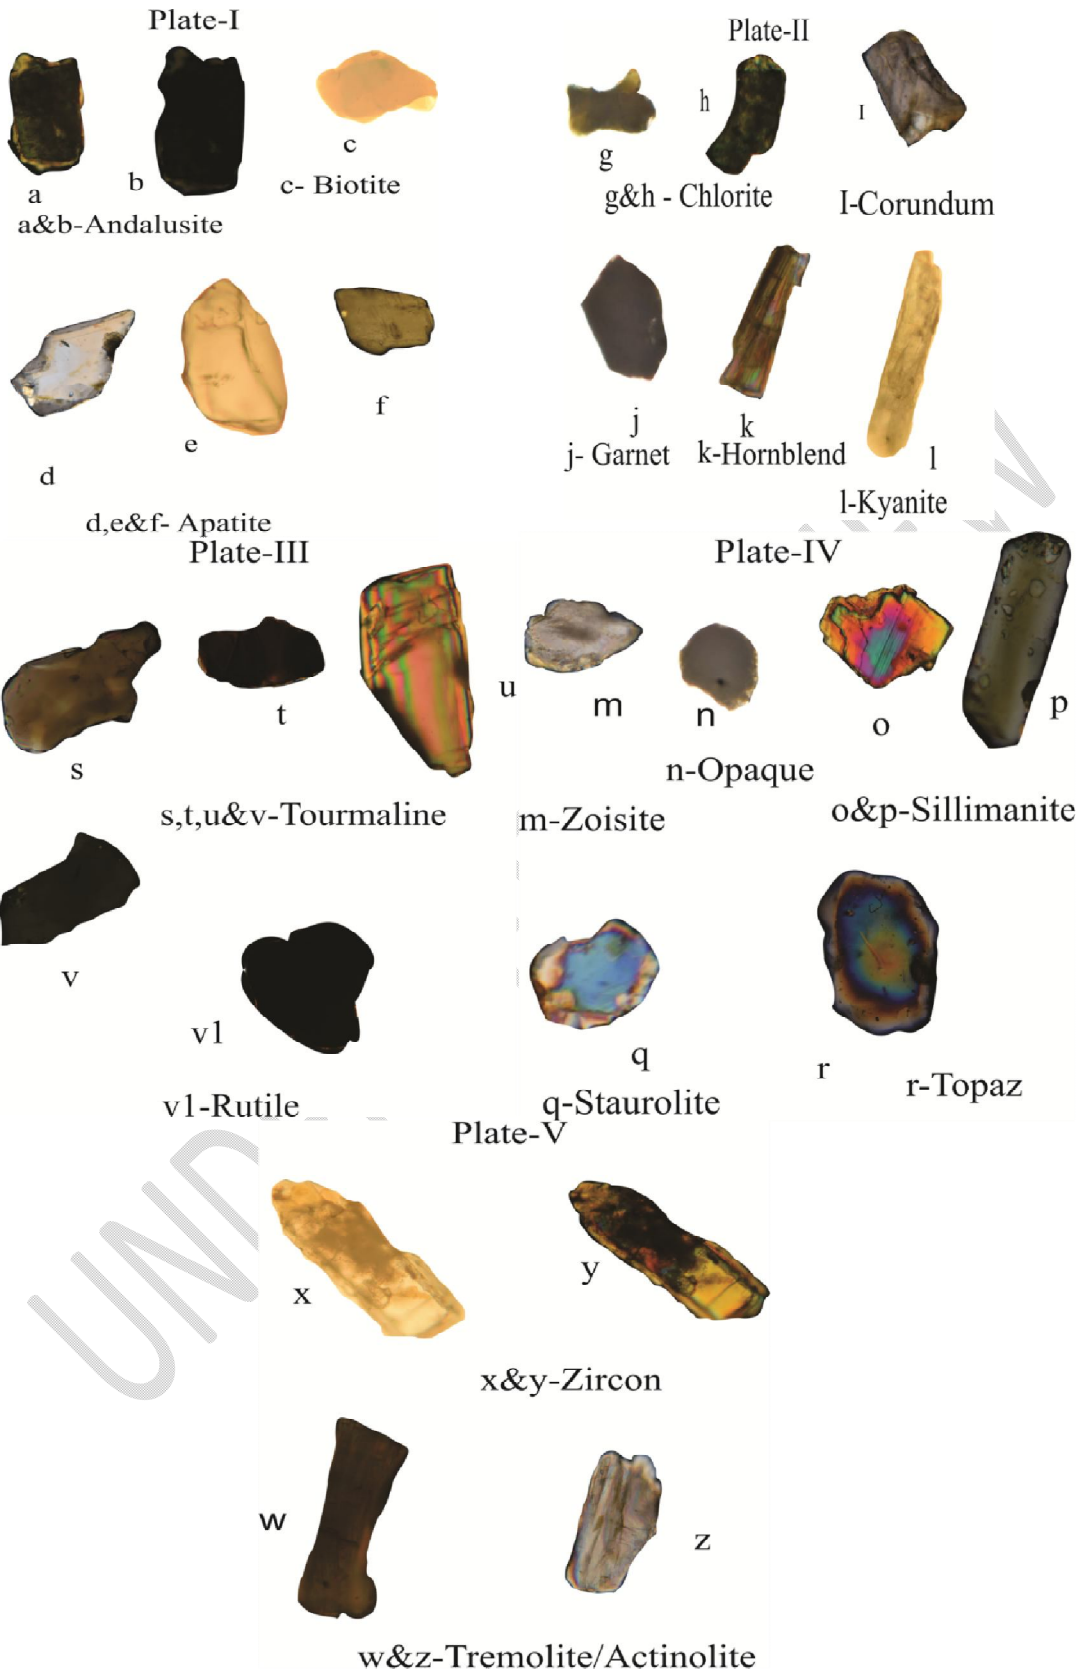 Plate-I
a
b
c
a&b-Andalusite
c- Biotite
d
e
f
d,e&f- Apatite
Plate-II
g
h
I
g&h - Chlorite
I-Corundum
j
k
l
j- Garnet
k-Hornblend
l-Kyanite
Plate-III
s
t
u
s,t,u&v-Tourmaline
v
v1
v1-Rutile
Plate-IV
m
n
o
p
n-Opaque
m-Zoisite
o&p-Sillimanite
q
r
q-Staurolite
r-Topaz
Plate-V
x
y
x&y-Zircon
w
z
w&z-Tremolite/Actinolite